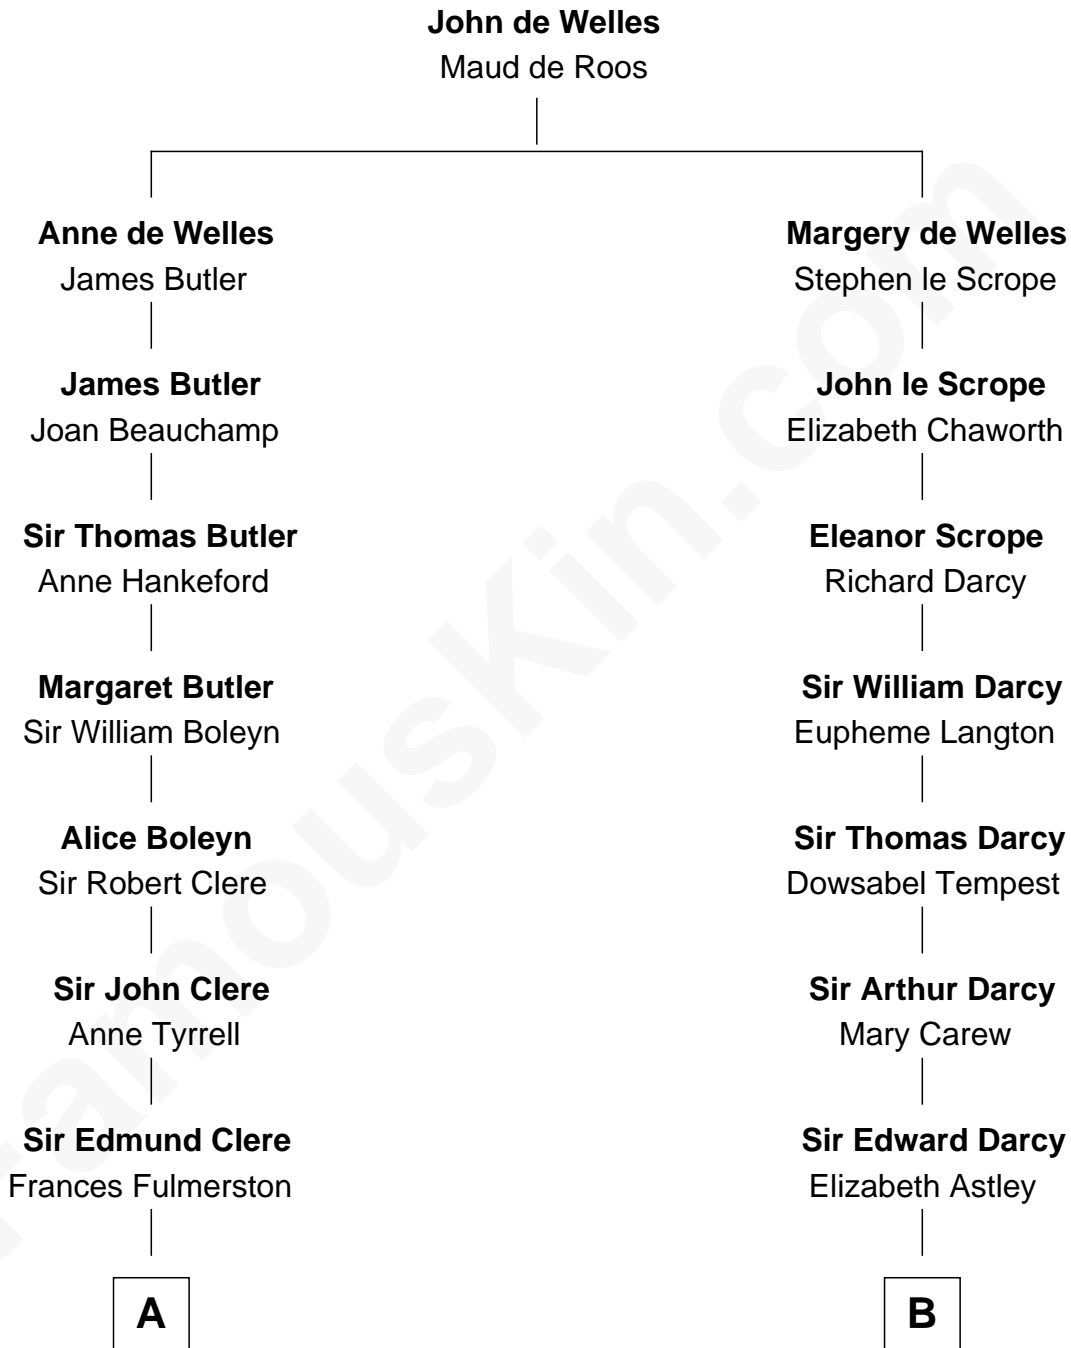 John de Welles
Maud de Roos
Anne de Welles
James Butler
Margery de Welles
Stephen le Scrope
James Butler
Joan Beauchamp
John le Scrope
Elizabeth Chaworth
Sir Thomas Butler
Anne Hankeford
Eleanor Scrope
Richard Darcy
Margaret Butler
Sir William Boleyn
Sir William Darcy
Eupheme Langton
Alice Boleyn
Sir Robert Clere
Sir Thomas Darcy
Dowsabel Tempest
Sir John Clere
Anne Tyrrell
Sir Arthur Darcy
Mary Carew
Sir Edmund Clere
Frances Fulmerston
Sir Edward Darcy
Elizabeth Astley
A
B
FamousKin.com